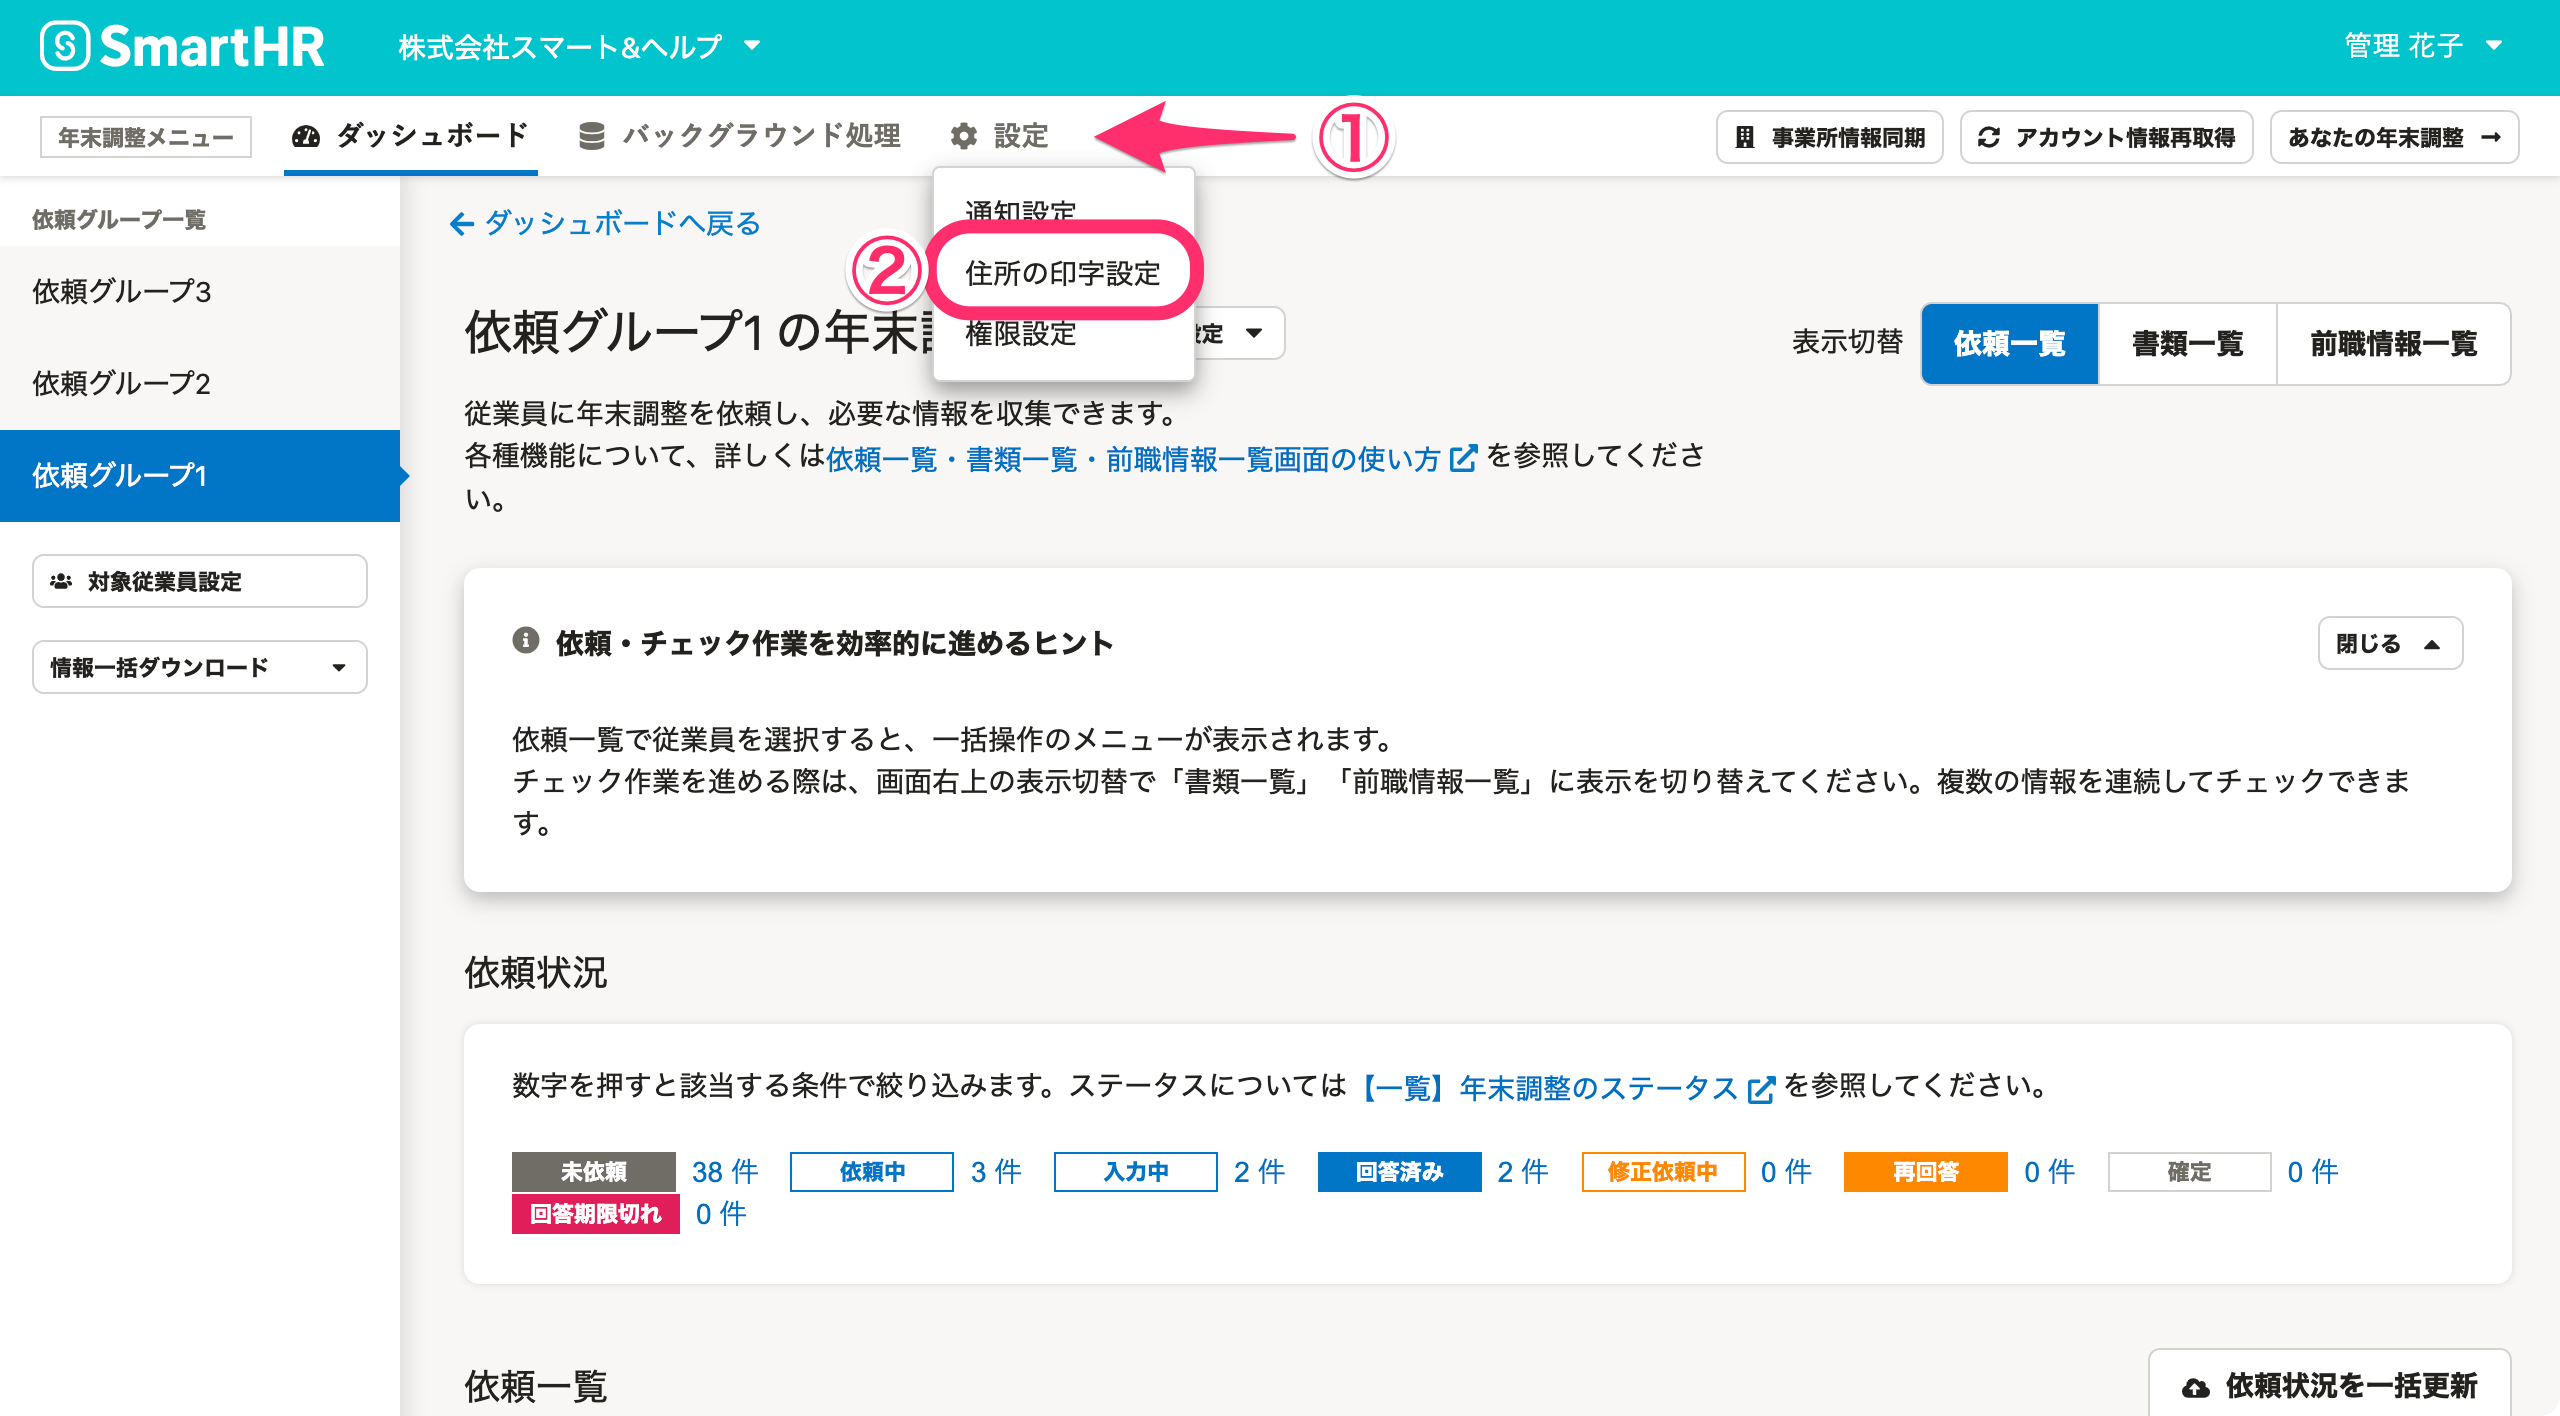 SmartHR
株式会社スマート&ヘルプ
管理 花子
年末調整メニュー
ダッシュボード
バックグラウンド処理
設定
①
事業所情報同期
アカウント情報再取得
あなたの年末調整
依頼グループ一覧
依頼グループ3
依頼グループ2
依頼グループ1
対象従業員設定
情報一括ダウンロード
ダッシュボードへ戻る
通知設定
②
住所の印字設定
権限設定
依頼グループ1 の年末
定
表示切替
依頼一覧
書類一覧
前職情報一覧
従業員に年末調整を依頼し、必要な情報を収集できます。
各種機能について、詳しくは依頼一覧・書類一覧・前職情報一覧画面の使い方 を参照してくださ
い。
依頼・チェック作業を効率的に進めるヒント
閉じる
依頼一覧で従業員を選択すると、一括操作のメニューが表示されます。
チェック作業を進める際は、画面右上の表示切替で「書類一覧」「前職情報一覧」に表示を切り替えてください。複数の情報を連続してチェックできま
す。
依頼状況
数字を押すと該当する条件で絞り込みます。ステータスについては【一覧】年末調整のステータス を参照してください。
未依頼 38 件 依頼中 3 件 入力中 2 件 回答済み 2 件 修正依頼中 0 件 再回答 0 件 確定 0 件
回答期限切れ 0 件
依頼一覧
依頼状況を一括更新